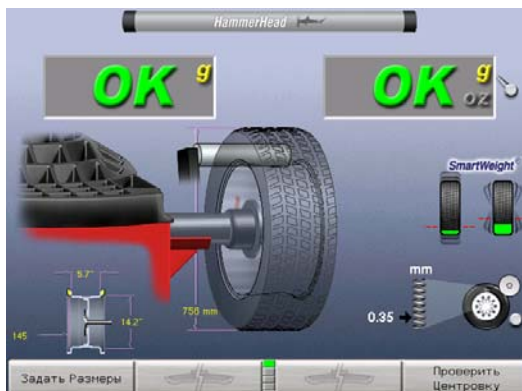 HammerHead
OK g
OK g
oz
SmartWeight
5.7"
14.2"
145
756 mm
mm
0.35
Задать Размеры
Проверить
Центровку